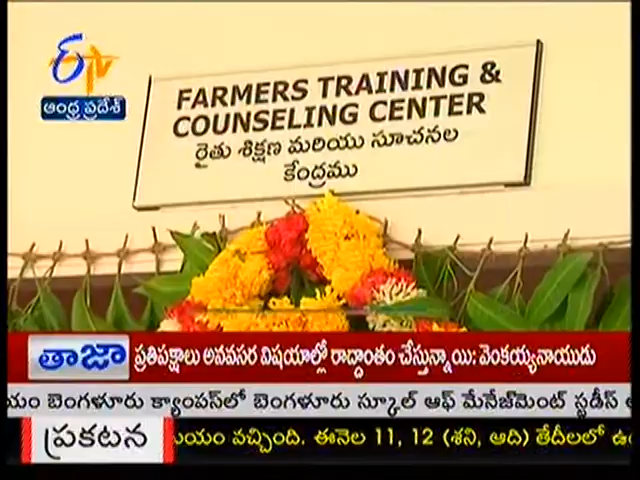 etv
ఆంధ్ర ప్రదేశ్
FARMERS TRAINING &
COUNSELING CENTER
రైతు శిక్షణ మరియు సూచనల
కేంద్రము
తాజా ప్రతిపక్షాలు అనవసర విషయాల్లో రాద్ధాంతం చేస్తున్నాయి: వెంకయ్యనాయుడు
యం బెంగళూరు క్యాంపస్‌లో బెంగళూరు స్కూల్ ఆఫ్ మేనేజ్‌మెంట్ స్టడీస్
ప్రకటన యం వచ్చింది. ఈనెల 11, 12 (శని, ఆది) తేదీలలో